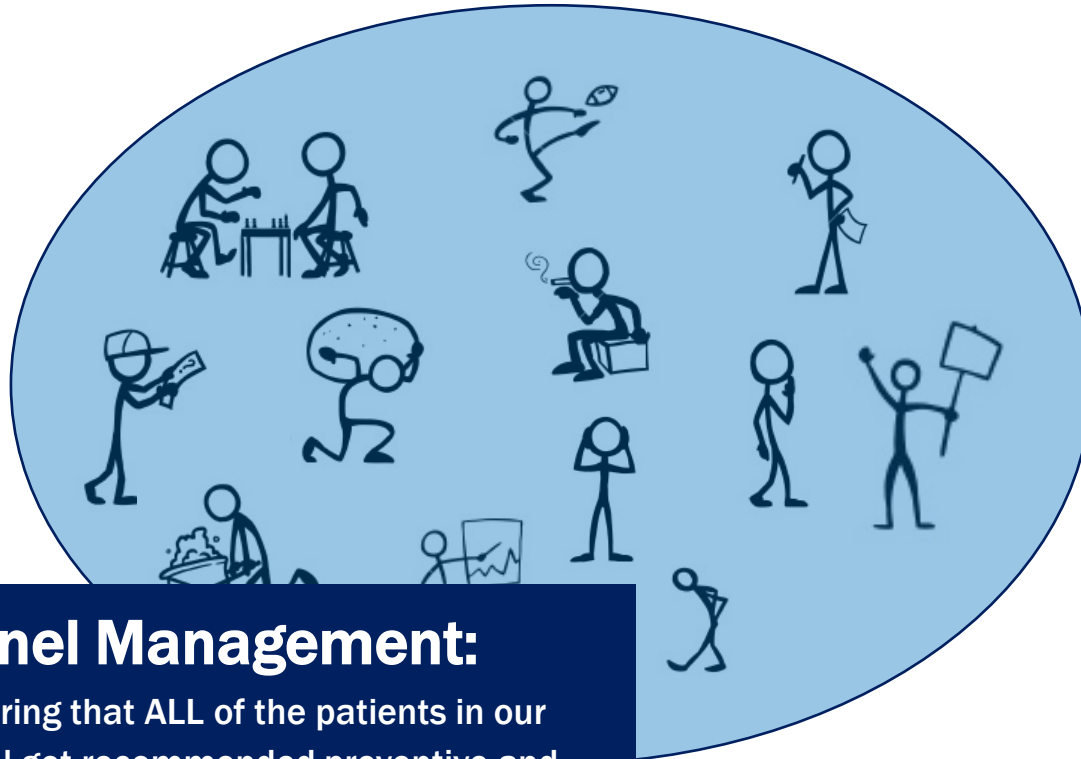 nel Management:
ring that ALL of the patients in our
get recommended preventive and